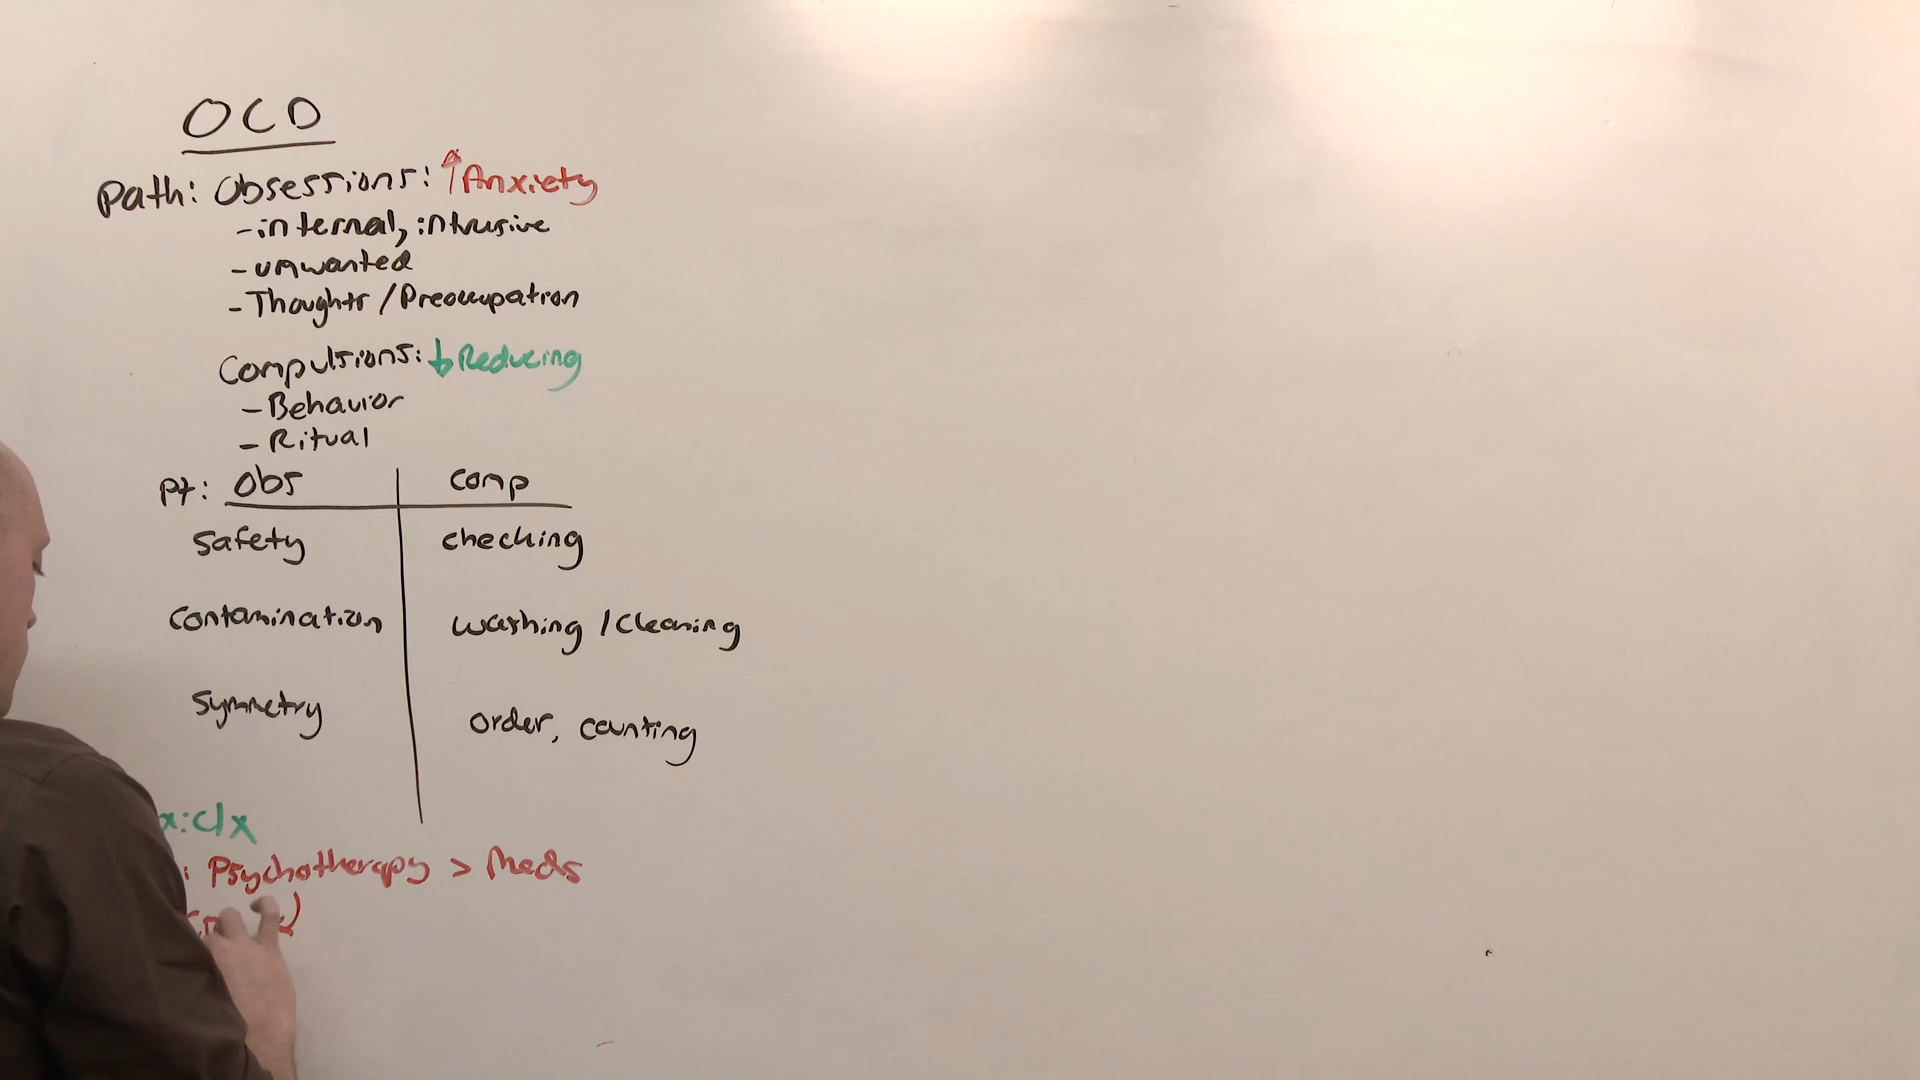 OCD
Path: Obsessions: ↑Anxiety
- internal, intrusive
- unwanted
- Thoughts / Preoccupation
Compulsions: ↓Reducing
- Behavior
- Ritual
Pt: Obs comp
safety checking
contamination washing / cleaning
symmetry order, counting
x: c/x
: Psychotherapy > Meds